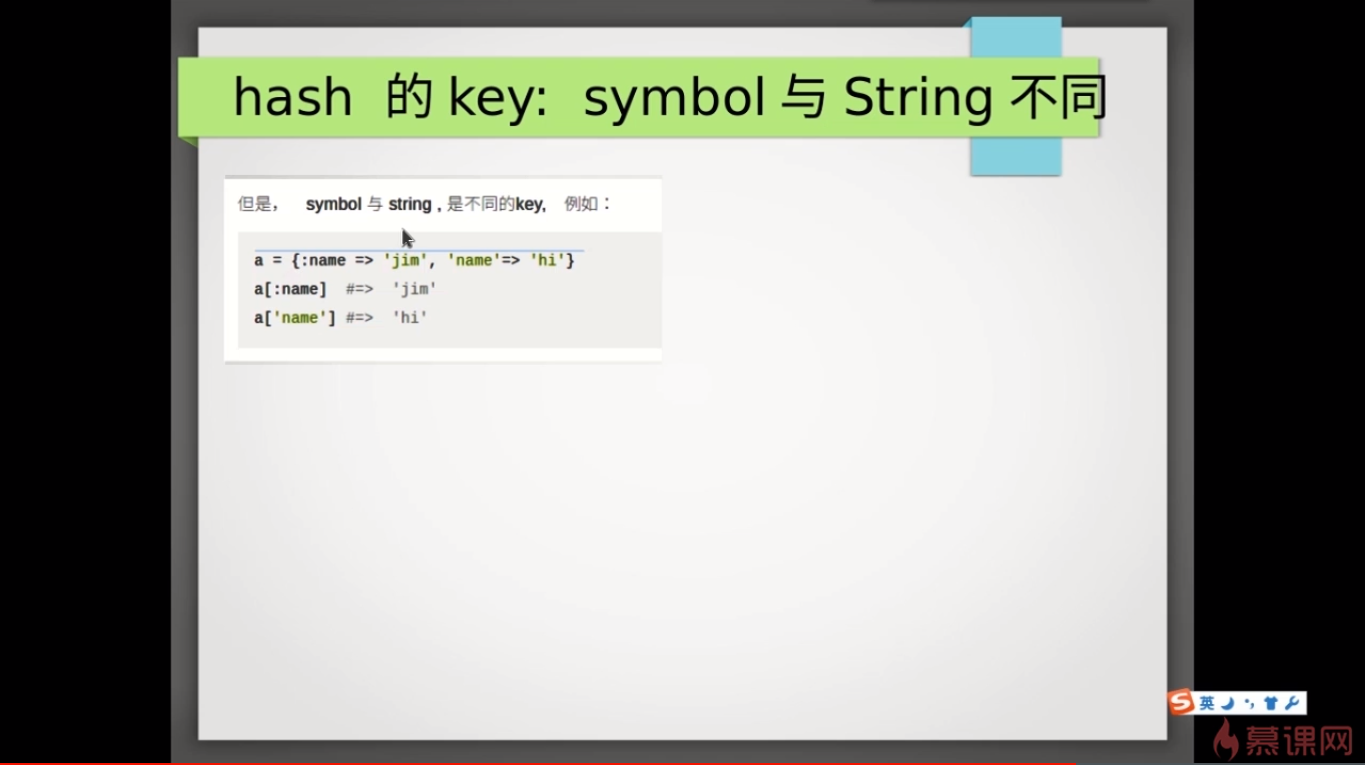 hash 的 key: symbol 与 String 不同
但是, symbol 与 string , 是不同的key, 例如：
a = {:name => 'jim', 'name'=> 'hi'}
a[:name] #=> 'jim'
a['name'] #=> 'hi'
S英
慕课网